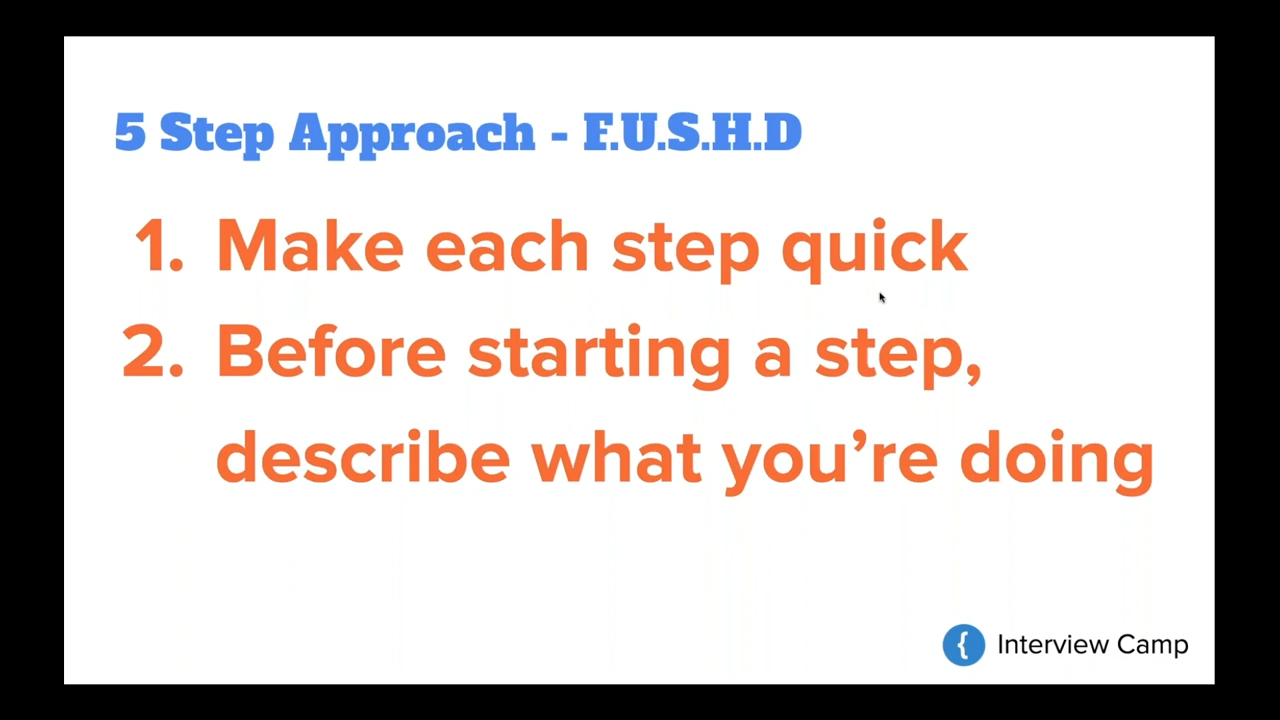 5 Step Approach - F.U.S.H.D
1. Make each step quick
2. Before starting a step,
describe what you’re doing
{ Interview Camp